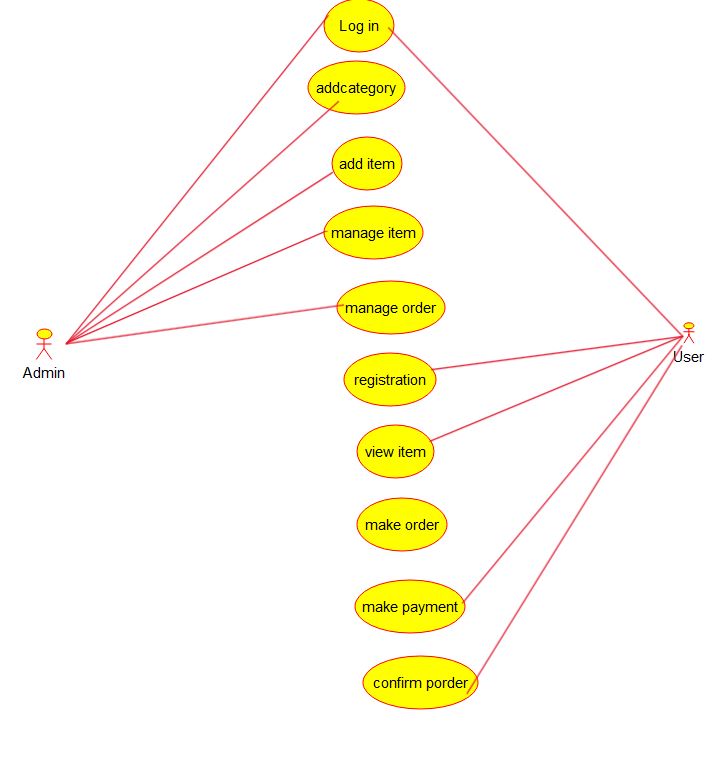 Log in
addcategory
add item
manage item
manage order
Admin
User
registration
view item
make order
make payment
confirm porder